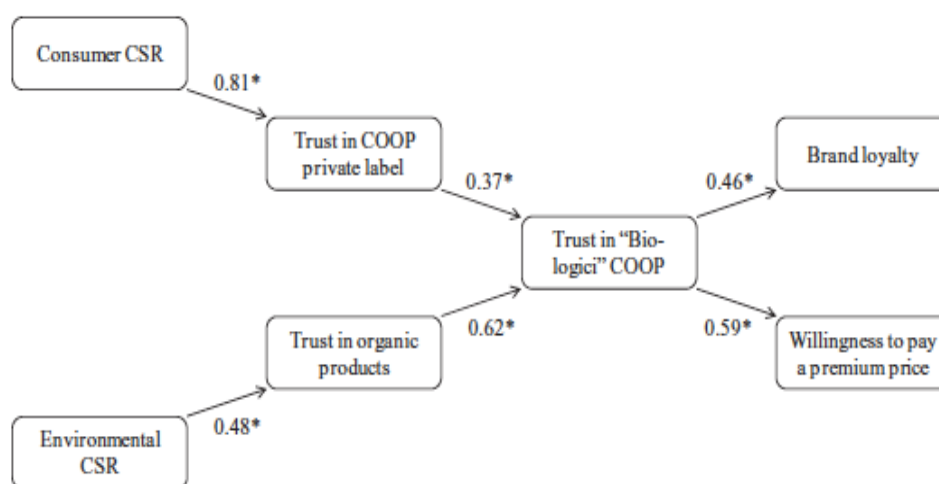 Consumer CSR
0.81*
Trust in COOP
private label
Brand loyalty
0.37*
0.46*
Trust in “Bio-
logici” COOP
Trust in organic
products
0.62*
0.59*
Willingness to pay
a premium price
0.48*
Environmental
CSR